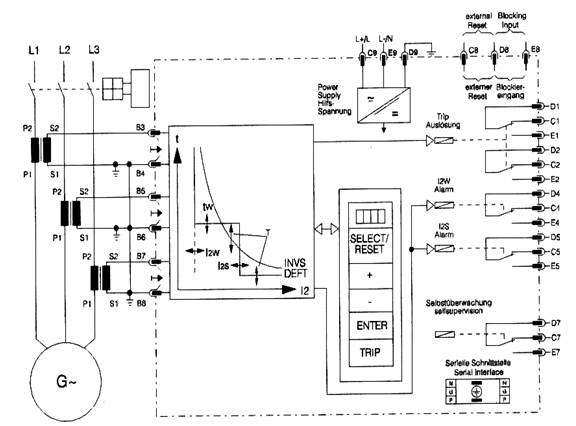 L1 L2 L3
L+/L L-/N
C9 E9 D9
external Reset
Blocking Input
C8 D8 E8
externer Reset
Blockier- eingang
Power Supply Hilfs- Spannung
= ~
P2 S2 B3
P1 S1 B4
P2 S2 B5
P1 S1 B6
P2 S2 B7
P1 S1 B8
t
tw
T
I2W
I2S
INVS
DEFT
I2
SELECT/
RESET
+
-
ENTER
TRIP
Trip
Auslösung
I2W
Alarm
I2S
Alarm
D1
C1
E1
D2
C2
E2
D4
C4
E4
D5
C5
E5
Selbstüberwachung
selfsupervision
D7
C7
E7
Serielle Schnittstelle
Serial Interface
N N
G G
P P
G~